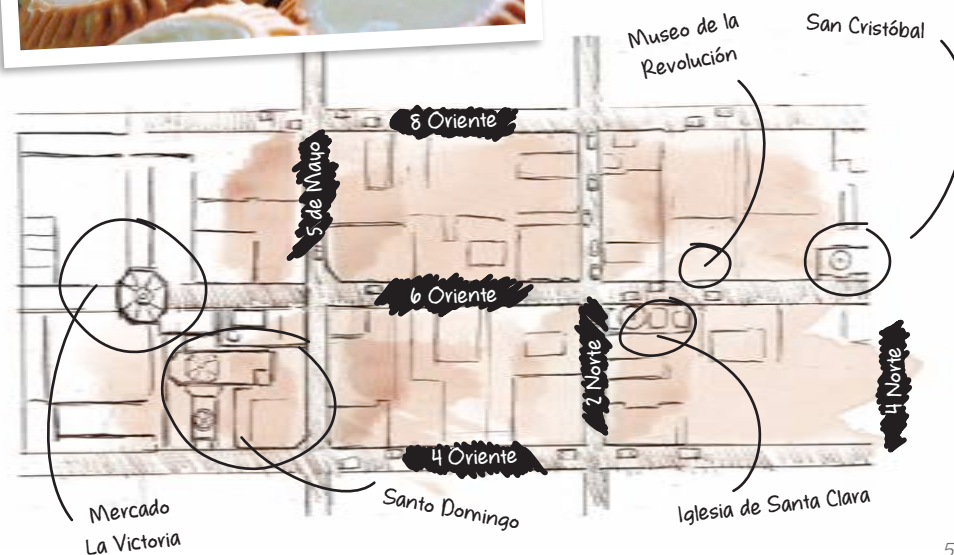 Museo de la
Revolución
San Cristóbal
8 Oriente
5 de Mayo
6 Oriente
2 Norte
4 Norte
4 Oriente
Mercado
La Victoria
Santo Domingo
Iglesia de Santa Clara
5